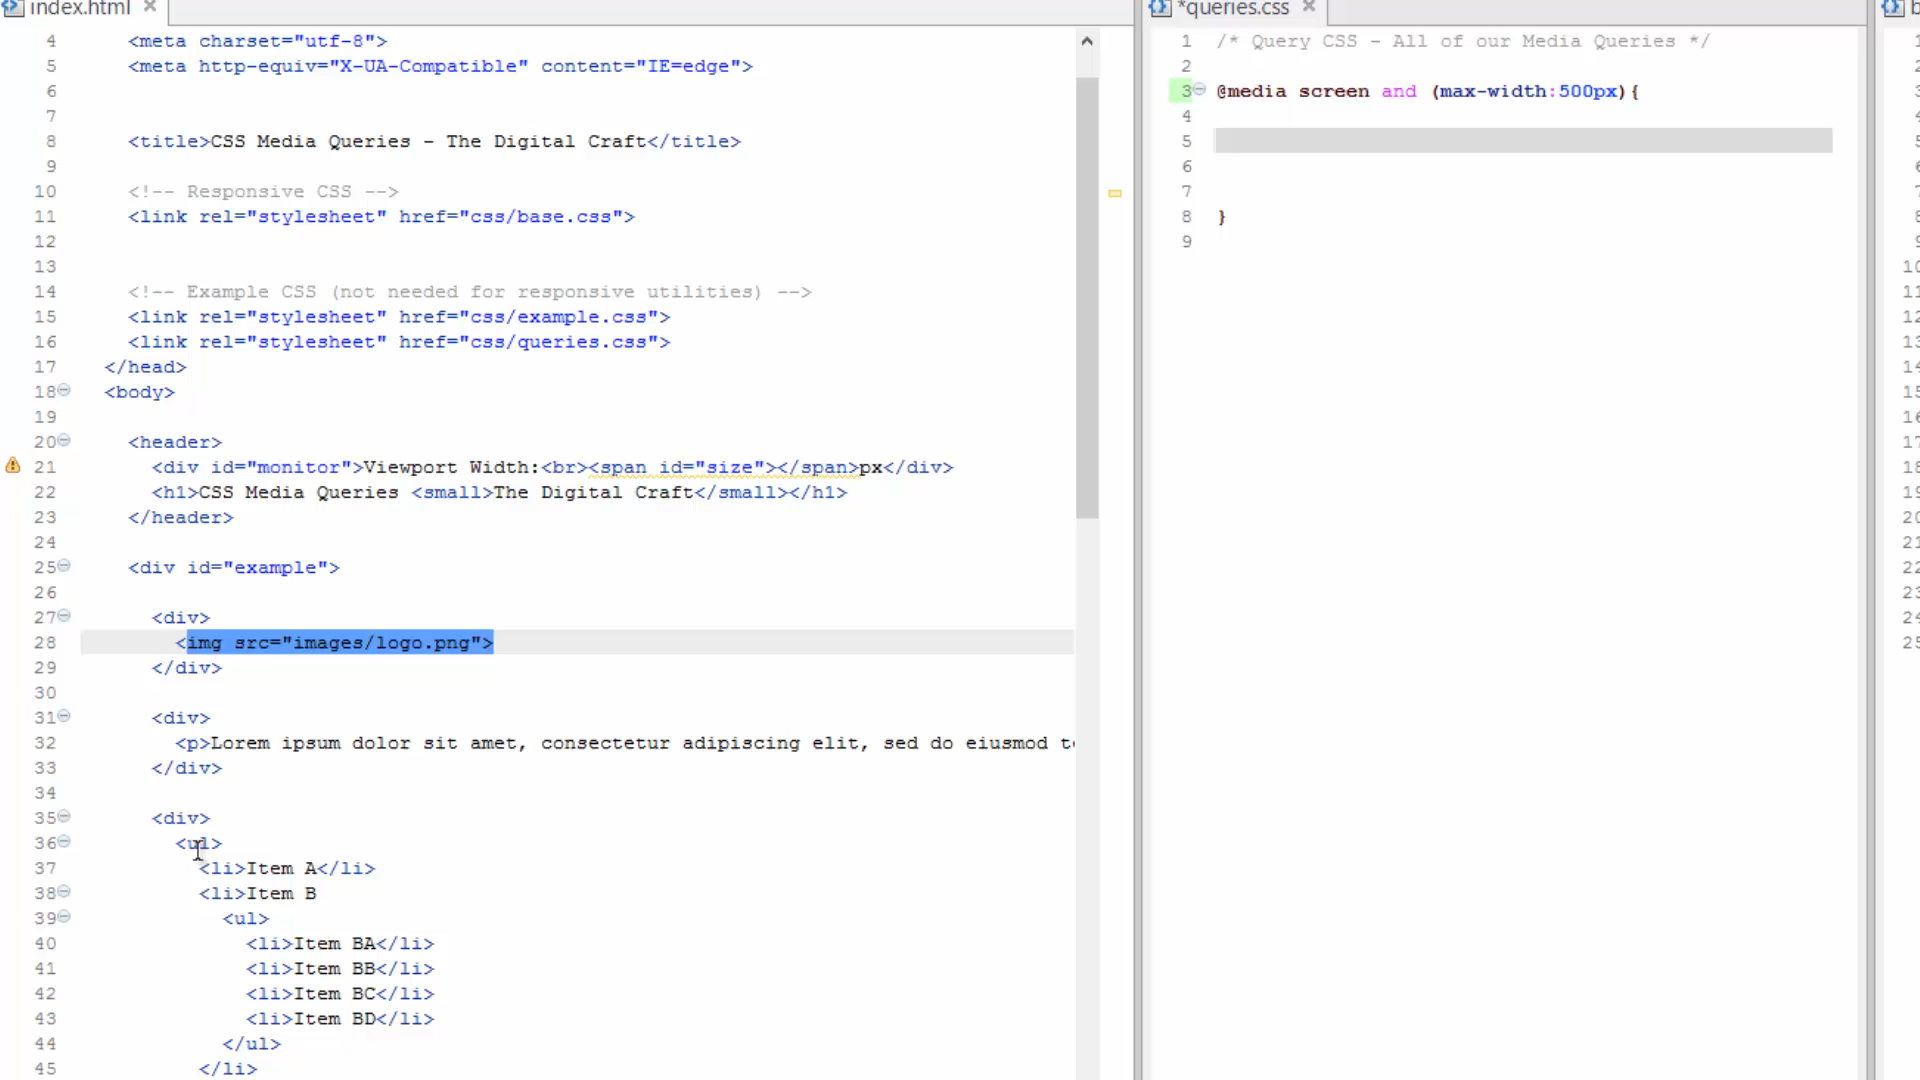 index.html
4 <meta charset="utf-8">
5 <meta http-equiv="X-UA-Compatible" content="IE=edge">
6
7
8 <title>CSS Media Queries - The Digital Craft</title>
9
10 <!-- Responsive CSS -->
11 <link rel="stylesheet" href="css/base.css">
12
13
14 <!-- Example CSS (not needed for responsive utilities) -->
15 <link rel="stylesheet" href="css/example.css">
16 <link rel="stylesheet" href="css/queries.css">
17 </head>
18 <body>
19
20 <header>
21 <div id="monitor">Viewport Width:<br><span id="size"></span>px</div>
22 <h1>CSS Media Queries <small>The Digital Craft</small></h1>
23 </header>
24
25 <div id="example">
26
27 <div>
28 <img src="images/logo.png">
29 </div>
30
31 <div>
32 <p>Lorem ipsum dolor sit amet, consectetur adipiscing elit, sed do eiusmod
33 </div>
34
35 <div>
36 <ul>
37 <li>Item A</li>
38 <li>Item B
39 <ul>
40 <li>Item BA</li>
41 <li>Item BB</li>
42 <li>Item BC</li>
43 <li>Item BD</li>
44 </ul>
45 </li>
*queries.css
1 /* Query CSS - All of our Media Queries */
2
3 @media screen and (max-width:500px){
4
5
6
7
8 }
9